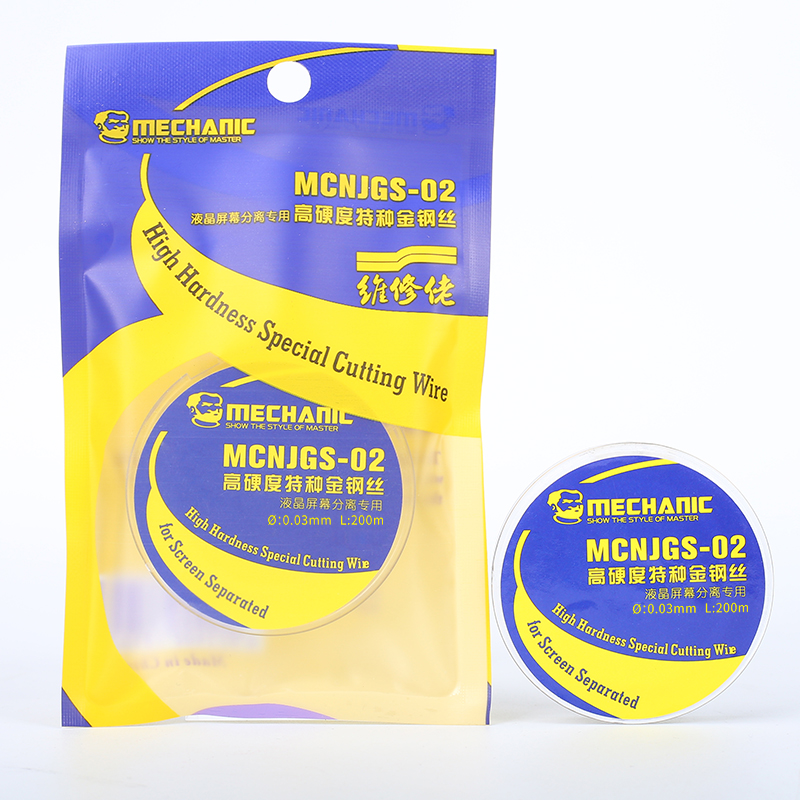 MECHANIC
SHOW THE STYLE OF MASTER
MCNJGS-02
液晶屏幕分离专用 高硬度特种金钢丝
维修佬
High Hardness Special Cutting Wire
MECHANIC
SHOW THE STYLE OF MASTER
MCNJGS-02
高硬度特种金钢丝
液晶屏幕分离专用
Ø:0.03mm L:200m
High Hardness Special Cutting Wire
for Screen Separated
MECHANIC
SHOW THE STYLE OF MASTER
MCNJGS-02
高硬度特种金钢丝
液晶屏幕分离专用
Ø:0.03mm L:200m
High Hardness Special Cutting Wire
for Screen Separated